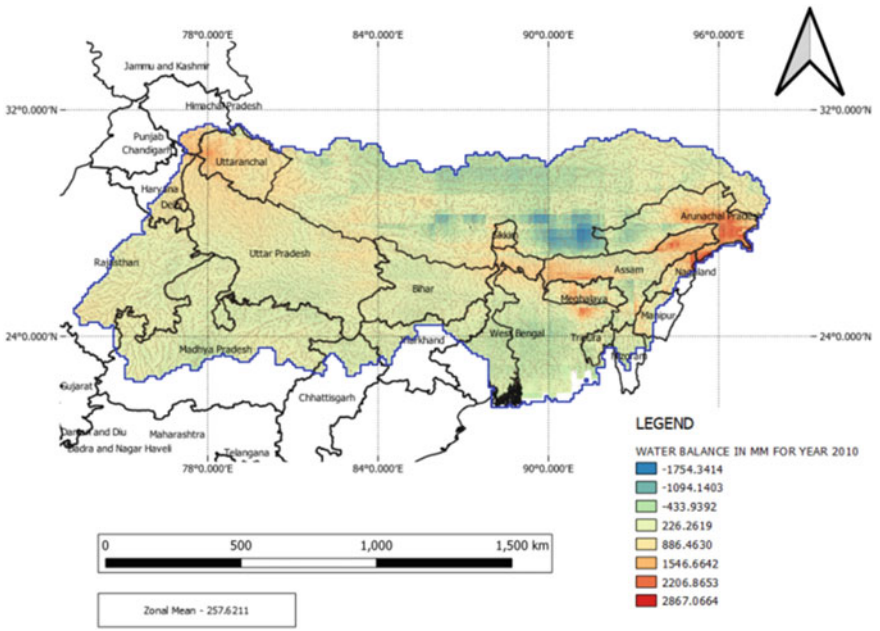 78°0.000'E 84°0.000'E 90°0.000'E 96°0.000'E
Jammu and Kashmir
32°0.000'N 32°0.000'N
Himachal Pradesh
Punjab
Chandigarh
Uttaranchal
Haryana
Delhi
Arunachal Pradesh
Sikkim
Rajasthan
Uttar Pradesh
Assam
Nagaland
Bihar
Meghalaya
Manipur
24°0.000'N 24°0.000'N
West Bengal
Tripura
Madhya Pradesh
Jharkhand
Mizoram
Gujarat
Chhattisgarh
Daman and Diu
Maharashtra
Dadra and Nagar Haveli
Telangana
78°0.000'E 84°0.000'E 90°0.000'E
LEGEND
WATER BALANCE IN MM FOR YEAR 2010
-1754.3414
-1094.1403
-433.9392
226.2619
886.4630
1546.6642
2206.8653
2867.0664
0 500 1,000 1,500 km
Zonal Mean - 257.6211